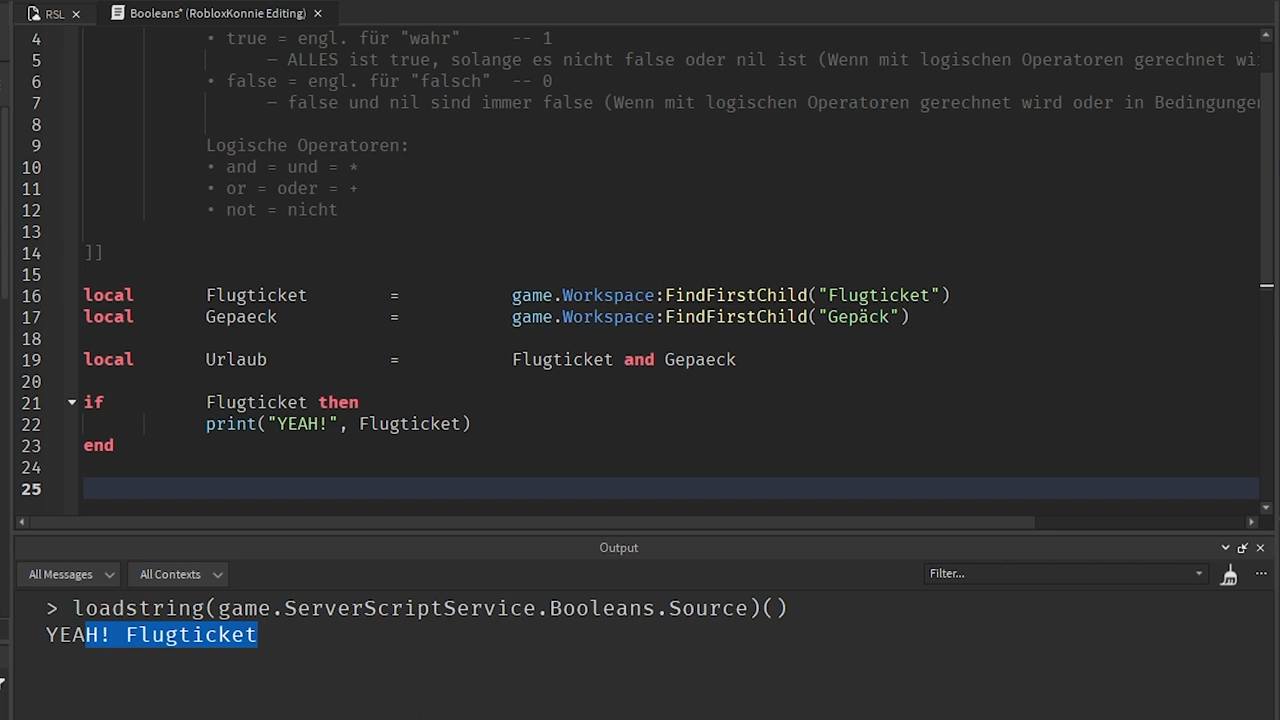 RSL ×
Booleans* (RobloxKonnie Editing) ×
4 • true = engl. für "wahr" -- 1
5 – ALLES ist true, solange es nicht false oder nil ist (Wenn mit logischen Operatoren gerechnet wi
6 • false = engl. für "falsch" -- 0
7 – false und nil sind immer false (Wenn mit logischen Operatoren gerechnet wird oder in Bedingungen
8
9 Logische Operatoren:
10 • and = und = *
11 • or = oder = +
12 • not = nicht
13
14 ]]
15
16 local Flugticket = game.Workspace:FindFirstChild("Flugticket")
17 local Gepaeck = game.Workspace:FindFirstChild("Gepäck")
18
19 local Urlaub = Flugticket and Gepaeck
20
21 if Flugticket then
22 print("YEAH!", Flugticket)
23 end
24
25
Output
All Messages All Contexts Filter...
> loadstring(game.ServerScriptService.Booleans.Source)()
YEAH! Flugticket